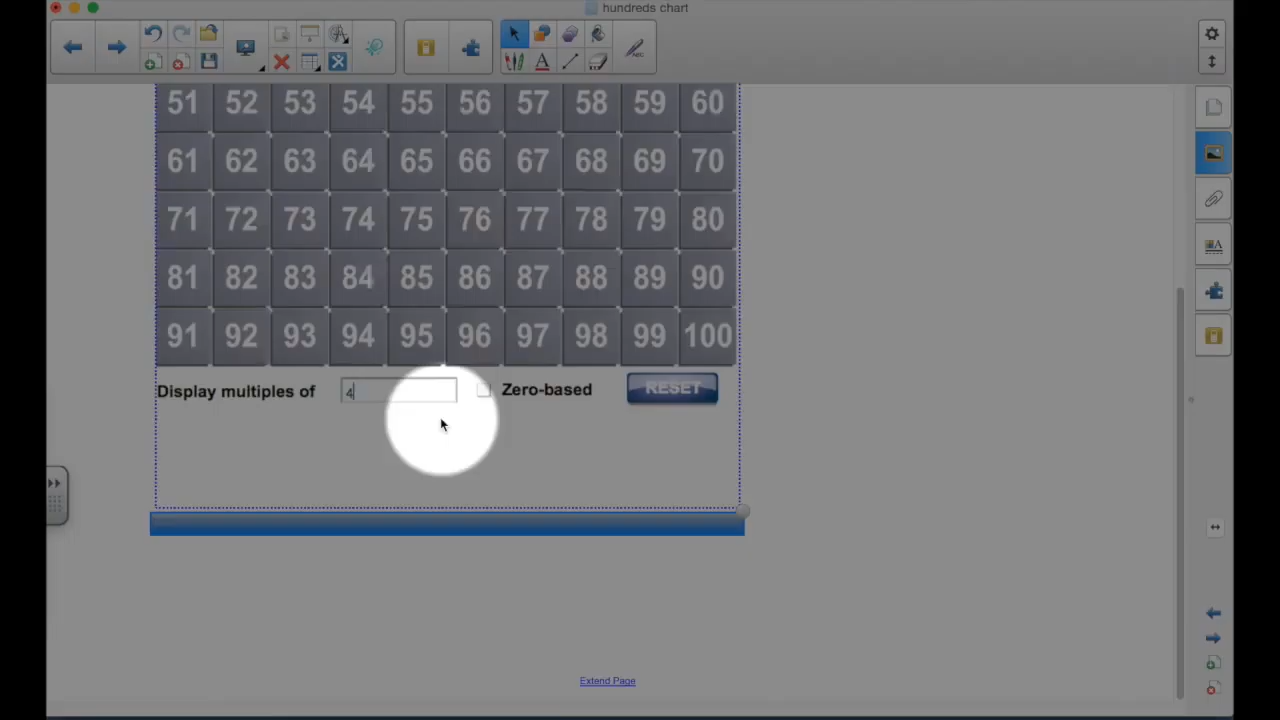 hundreds chart
51 52 53 54 55 56 57 58 59 60
61 62 63 64 65 66 67 68 69 70
71 72 73 74 75 76 77 78 79 80
81 82 83 84 85 86 87 88 89 90
91 92 93 94 95 96 97 98 99 100
Display multiples of 4 Zero-based RESET
Extend Page